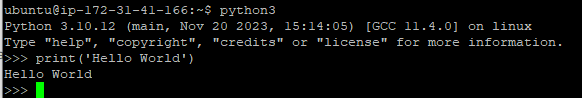 ubuntu@ip-172-31-41-166:~$ python3
Python 3.10.12 (main, Nov 20 2023, 15:14:05) [GCC 11.4.0] on linux
Type "help", "copyright", "credits" or "license" for more information.
>>> print('Hello World')
Hello World
>>>